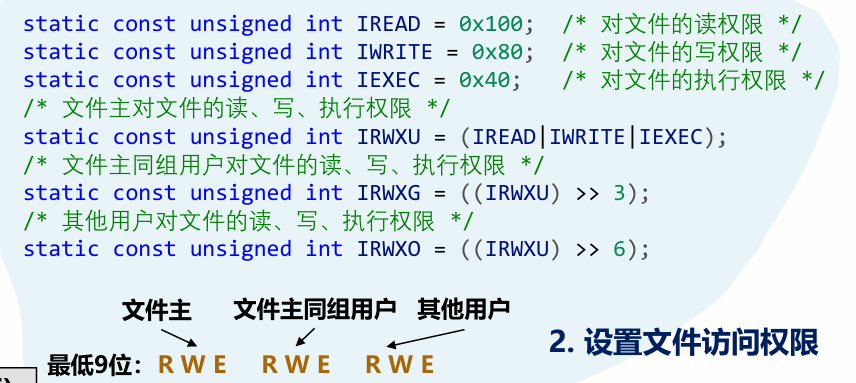 static const unsigned int IREAD = 0x100;  /* 对文件的读权限 */
static const unsigned int IWRITE = 0x80;  /* 对文件的写权限 */
static const unsigned int IEXEC = 0x40;   /* 对文件的执行权限 */
/* 文件主对文件的读、写、执行权限 */
static const unsigned int IRWXU = (IREAD|IWRITE|IEXEC);
/* 文件主同组用户对文件的读、写、执行权限 */
static const unsigned int IRWXG = ((IRWXU) >> 3);
/* 其他用户对文件的读、写、执行权限 */
static const unsigned int IRWXO = ((IRWXU) >> 6);
文件主 文件主同组用户 其他用户
2. 设置文件访问权限
最低9位: R W E R W E R W E